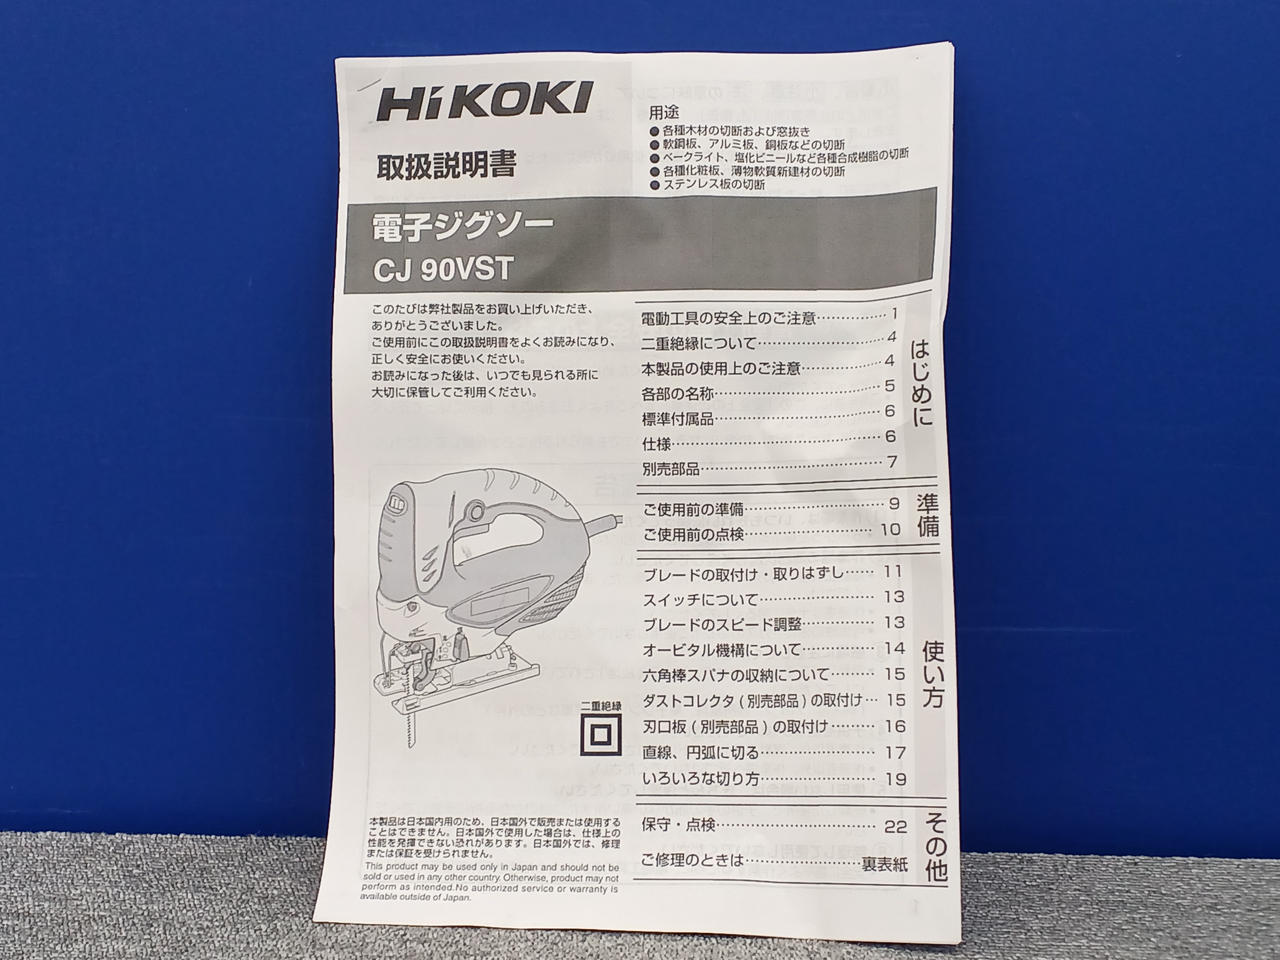 HiKOKI
取扱説明書
用途
●各種木材の切断および窓抜き
●軟鋼板、アルミ板、銅板などの切断
●ベークライト、塩化ビニールなど各種合成樹脂の切断
●各種化粧板、薄物軟質新建材の切断
●ステンレス板の切断
電子ジグソー
CJ 90VST
このたびは弊社製品をお買い上げいただき、
ありがとうございました。
ご使用前にこの取扱説明書をよくお読みになり、
正しく安全にお使いください。
お読みになった後は、いつでも見られる所に
大切に保管してご利用ください。
二重絶縁
本製品は日本国内用のため、日本国外で販売または使用する
ことはできません。日本国外で使用した場合は、仕様上の
性能を発揮できない恐れがあります。日本国外では、修理
または保証を受けられません。
This product may be used only in Japan and should not be
sold or used in any other country. Otherwise, product may not
perform as intended.No authorized service or warranty is
available outside of Japan.
はじめに
電動工具の安全上のご注意……………1
二重絶縁について……………4
本製品の使用上のご注意……………4
各部の名称……………5
標準付属品……………6
仕様……………6
別売部品……………7
準備
ご使用前の準備……………9
ご使用前の点検……………10
使い方
ブレードの取付け・取りはずし……11
スイッチについて……………13
ブレードのスピード調整……………13
オービタル機構について……………14
六角棒スパナの収納について………15
ダストコレクタ(別売部品)の取付け…15
刃口板(別売部品)の取付け………16
直線、円弧に切る……………17
いろいろな切り方……………19
その他
保守・点検……………22
ご修理のときは……………裏表紙